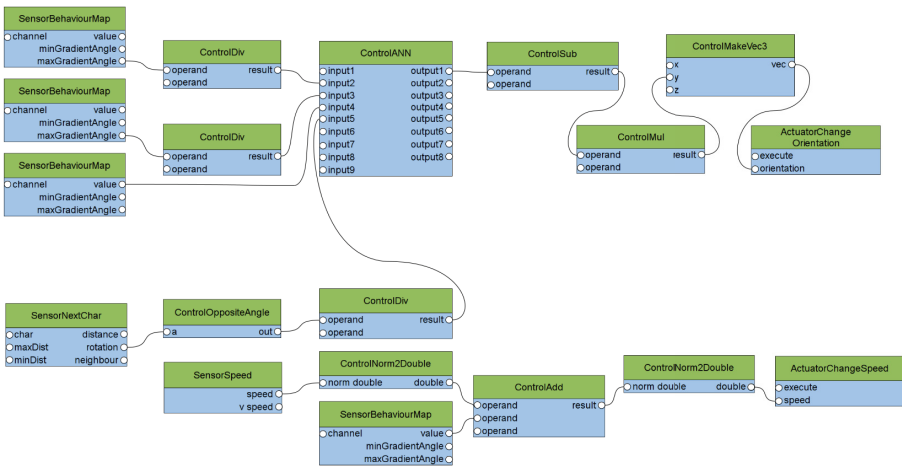 SensorBehaviourMap
channel value
minGradientAngle
maxGradientAngle
ControlDiv
operand result
operand
SensorBehaviourMap
channel value
minGradientAngle
maxGradientAngle
ControlDiv
operand result
operand
SensorBehaviourMap
channel value
minGradientAngle
maxGradientAngle
ControlANN
input1 output1
input2 output2
input3 output3
input4 output4
input5 output5
input6 output6
input7 output7
input8 output8
input9
ControlSub
operand result
operand
ControlMul
operand result
operand
ControlMakeVec3
x vec
y
z
ActuatorChange
Orientation
execute
orientation
SensorNextChar
char distance
maxDist rotation
minDist neighbour
ControlOppositeAngle
a out
ControlDiv
operand result
operand
SensorSpeed
speed
v speed
ControlNorm2Double
norm double double
SensorBehaviourMap
channel value
minGradientAngle
maxGradientAngle
ControlAdd
operand result
operand
operand
ControlNorm2Double
norm double double
ActuatorChangeSpeed
execute
speed